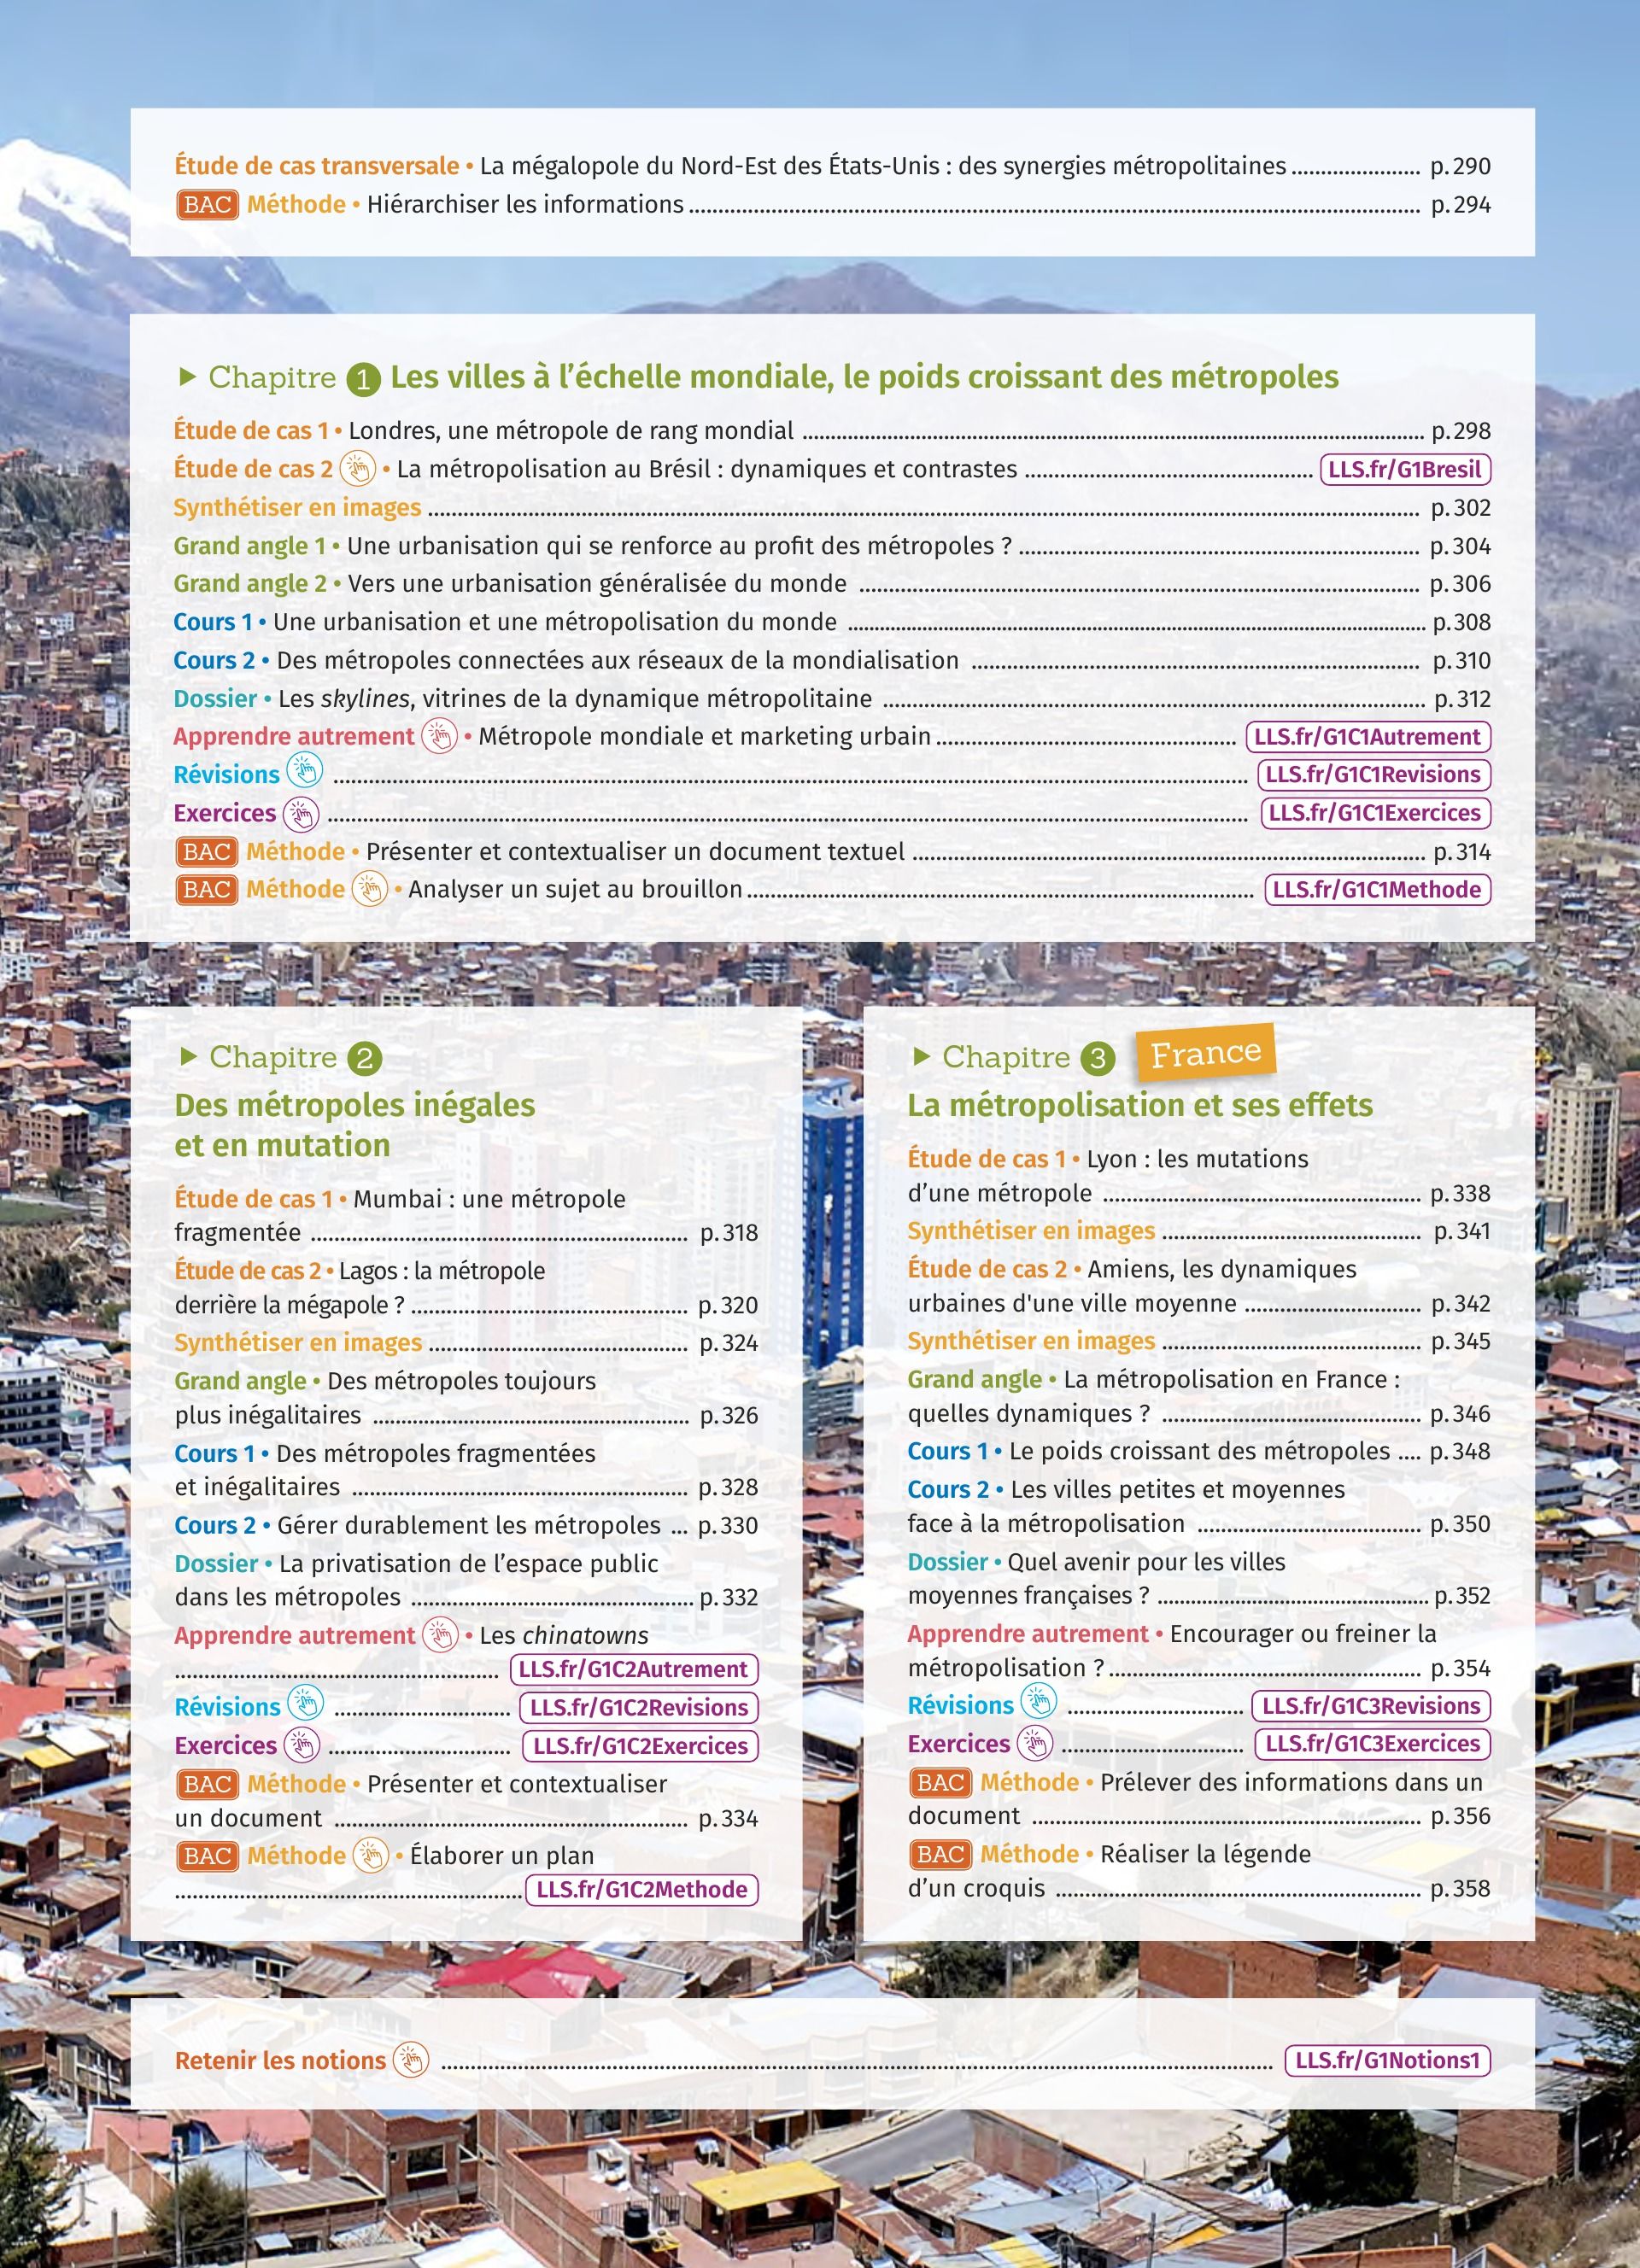 Étude de cas transversale • La mégalopole du Nord-Est des États-Unis : des synergies métropolitaines ..................... p. 290
BAC Méthode • Hiérarchiser les informations ..................... p. 294
▶ Chapitre 1 Les villes à l’échelle mondiale, le poids croissant des métropoles
Étude de cas 1 • Londres, une métropole de rang mondial ..................... p. 298
Étude de cas 2 • La métropolisation au Brésil : dynamiques et contrastes ..................... LLS.fr/G1Bresil
Synthétiser en images ..................... p. 302
Grand angle 1 • Une urbanisation qui se renforce au profit des métropoles ? ..................... p. 304
Grand angle 2 • Vers une urbanisation généralisée du monde ..................... p. 306
Cours 1 • Une urbanisation et une métropolisation du monde ..................... p. 308
Cours 2 • Des métropoles connectées aux réseaux de la mondialisation ..................... p. 310
Dossier • Les skylines, vitrines de la dynamique métropolitaine ..................... p. 312
Apprendre autrement • Métropole mondiale et marketing urbain ..................... LLS.fr/G1C1Autrement
Révisions ..................... LLS.fr/G1C1Revisions
Exercices ..................... LLS.fr/G1C1Exercices
BAC Méthode • Présenter et contextualiser un document textuel ..................... p. 314
BAC Méthode • Analyser un sujet au brouillon ..................... LLS.fr/G1C1Methode
▶ Chapitre 2
Des métropoles inégales
et en mutation
Étude de cas 1 • Mumbai : une métropole
fragmentée ..................... p. 318
Étude de cas 2 • Lagos : la métropole
derrière la mégapole ? ..................... p. 320
Synthétiser en images ..................... p. 324
Grand angle • Des métropoles toujours
plus inégalitaires ..................... p. 326
Cours 1 • Des métropoles fragmentées
et inégalitaires ..................... p. 328
Cours 2 • Gérer durablement les métropoles ... p. 330
Dossier • La privatisation de l’espace public
dans les métropoles ..................... p. 332
Apprendre autrement • Les chinatowns
..................... LLS.fr/G1C2Autrement
Révisions ..................... LLS.fr/G1C2Revisions
Exercices ..................... LLS.fr/G1C2Exercices
BAC Méthode • Présenter et contextualiser
un document ..................... p. 334
BAC Méthode • Élaborer un plan
..................... LLS.fr/G1C2Methode
▶ Chapitre 3 France
La métropolisation et ses effets
Étude de cas 1 • Lyon : les mutations
d’une métropole ..................... p. 338
Synthétiser en images ..................... p. 341
Étude de cas 2 • Amiens, les dynamiques
urbaines d'une ville moyenne ..................... p. 342
Synthétiser en images ..................... p. 345
Grand angle • La métropolisation en France :
quelles dynamiques ? ..................... p. 346
Cours 1 • Le poids croissant des métropoles .... p. 348
Cours 2 • Les villes petites et moyennes
face à la métropolisation ..................... p. 350
Dossier • Quel avenir pour les villes
moyennes françaises ? ..................... p. 352
Apprendre autrement • Encourager ou freiner la
métropolisation ? ..................... p. 354
Révisions ..................... LLS.fr/G1C3Revisions
Exercices ..................... LLS.fr/G1C3Exercices
BAC Méthode • Prélever des informations dans un
document ..................... p. 356
BAC Méthode • Réaliser la légende
d’un croquis ..................... p. 358
Retenir les notions ..................... LLS.fr/G1Notions1